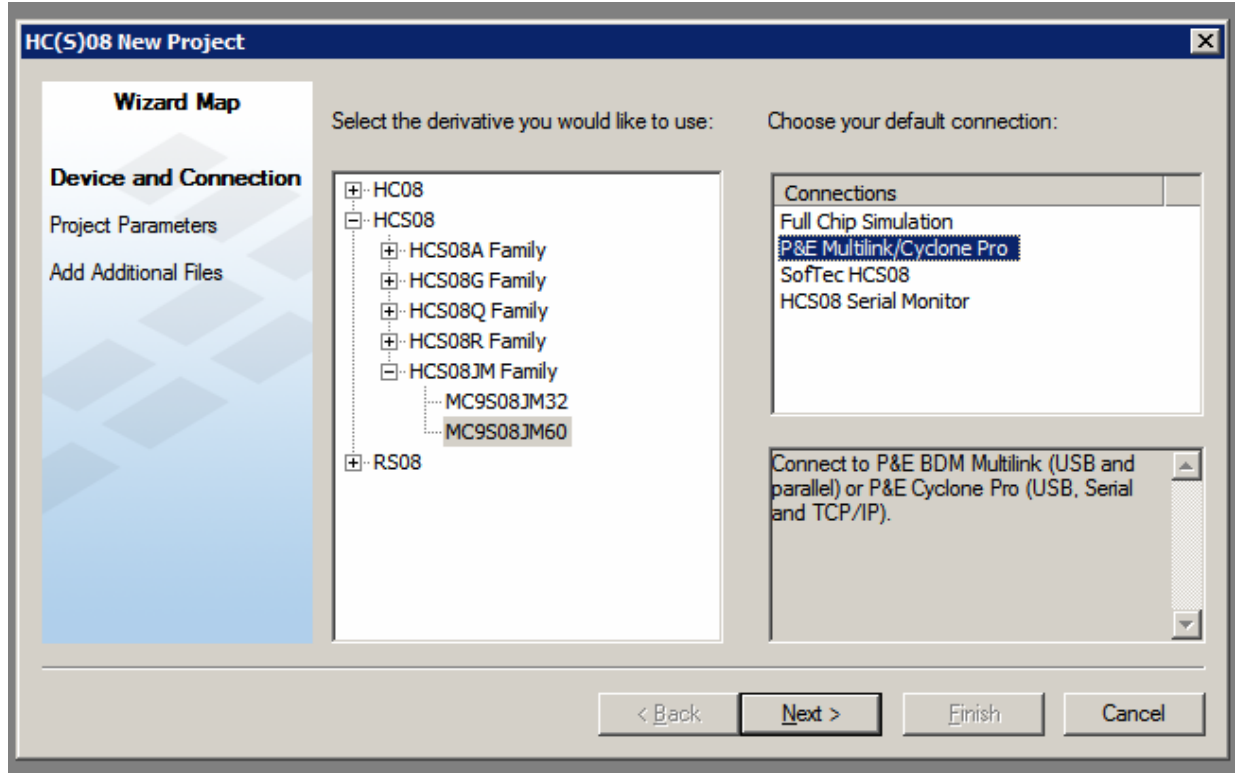 HC(S)08 New Project
Wizard Map
Device and Connection
Project Parameters
Add Additional Files
Select the derivative you would like to use:
HC08
HCS08
HCS08A Family
HCS08G Family
HCS08Q Family
HCS08R Family
HCS08JM Family
MC9S08JM32
MC9S08JM60
RS08
Choose your default connection:
Connections
Full Chip Simulation
P&E Multilink/Cyclone Pro
SofTec HCS08
HCS08 Serial Monitor
Connect to P&E BDM Multilink (USB and
parallel) or P&E Cyclone Pro (USB, Serial
and TCP/IP).
< Back
Next >
Finish
Cancel